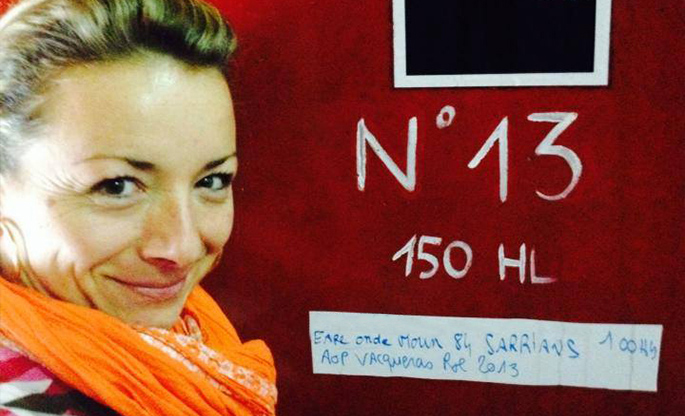 N° 13
150 HL
EARL onde Moun 84 SARRIANS 100 HL
AOP VACQUERAS Rge 2013